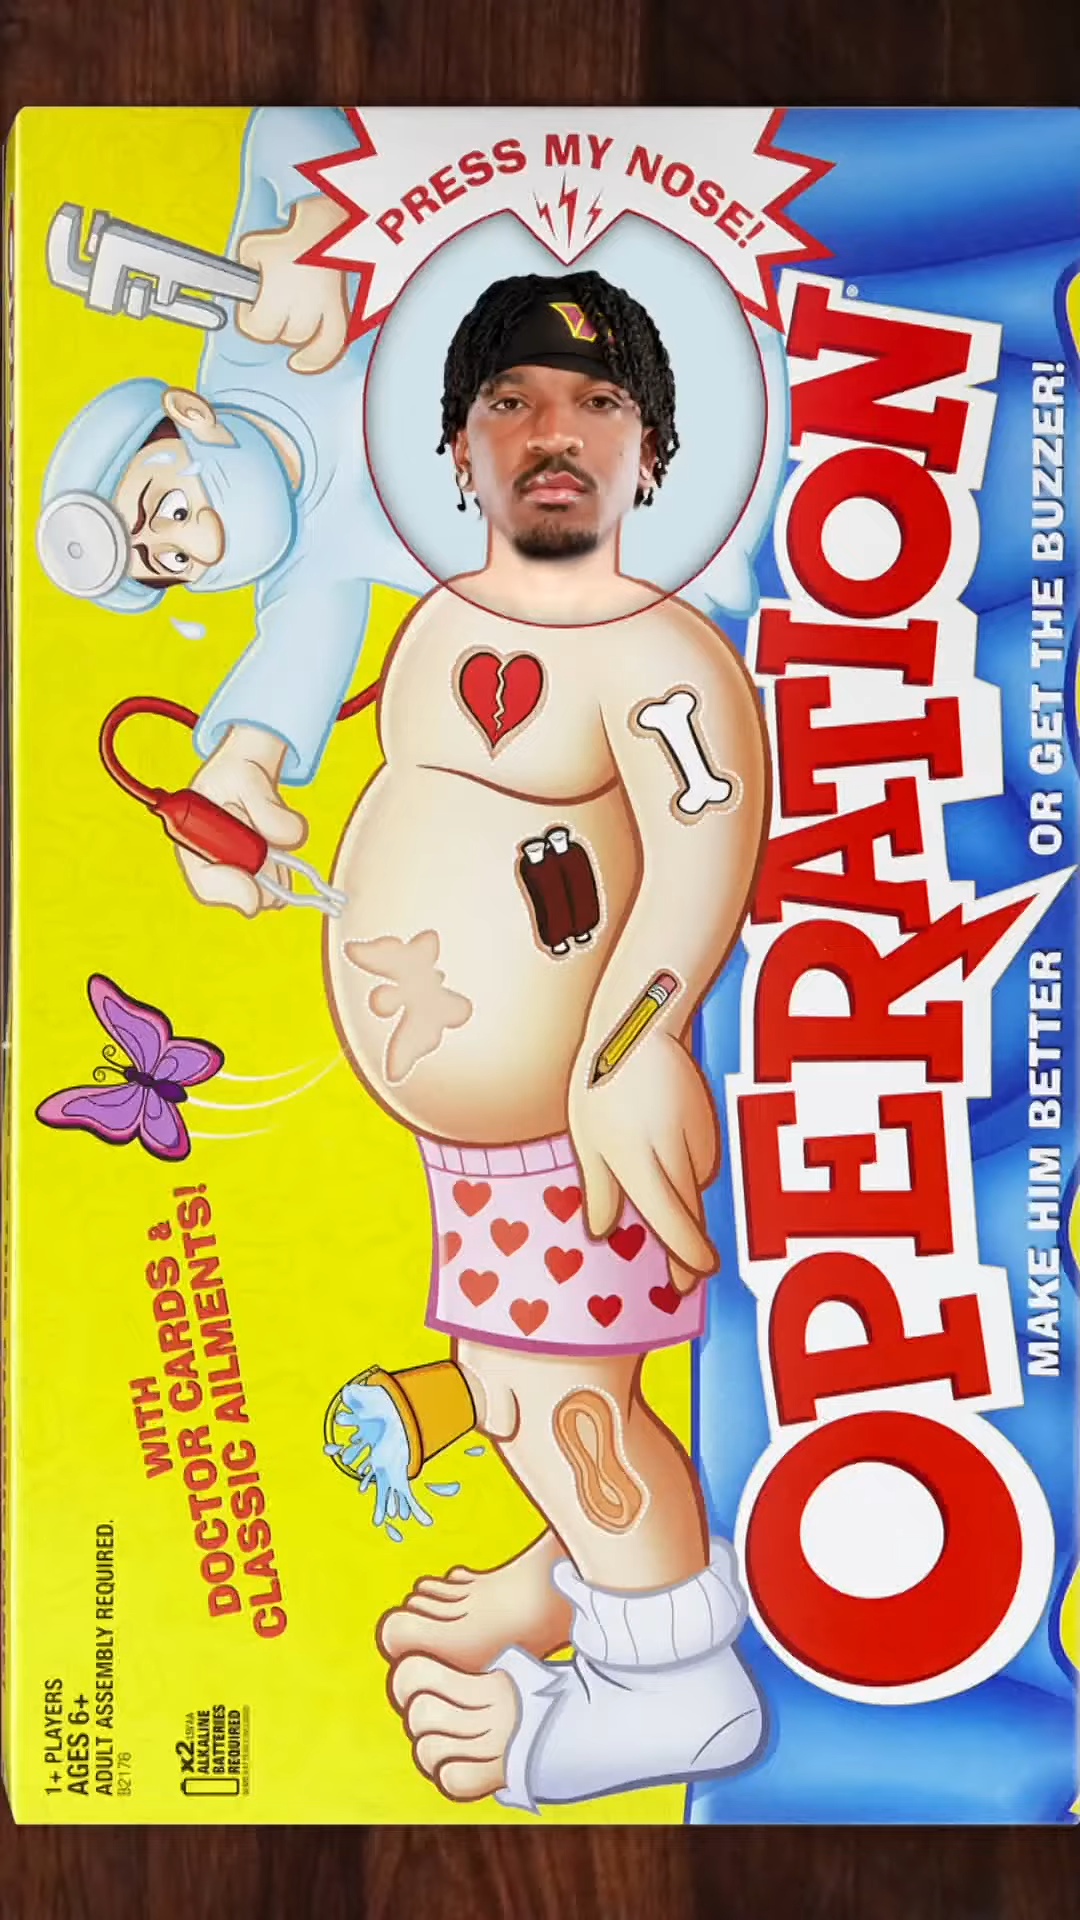 PRESS MY NOSE!
OPERATION®
MAKE HIM BETTER OR GET THE BUZZER!
WITH
DOCTOR CARDS &
CLASSIC AILMENTS!
1+ PLAYERS
AGES 6+
ADULT ASSEMBLY REQUIRED.
B2176
x2
ALKALINE
BATTERIES
REQUIRED